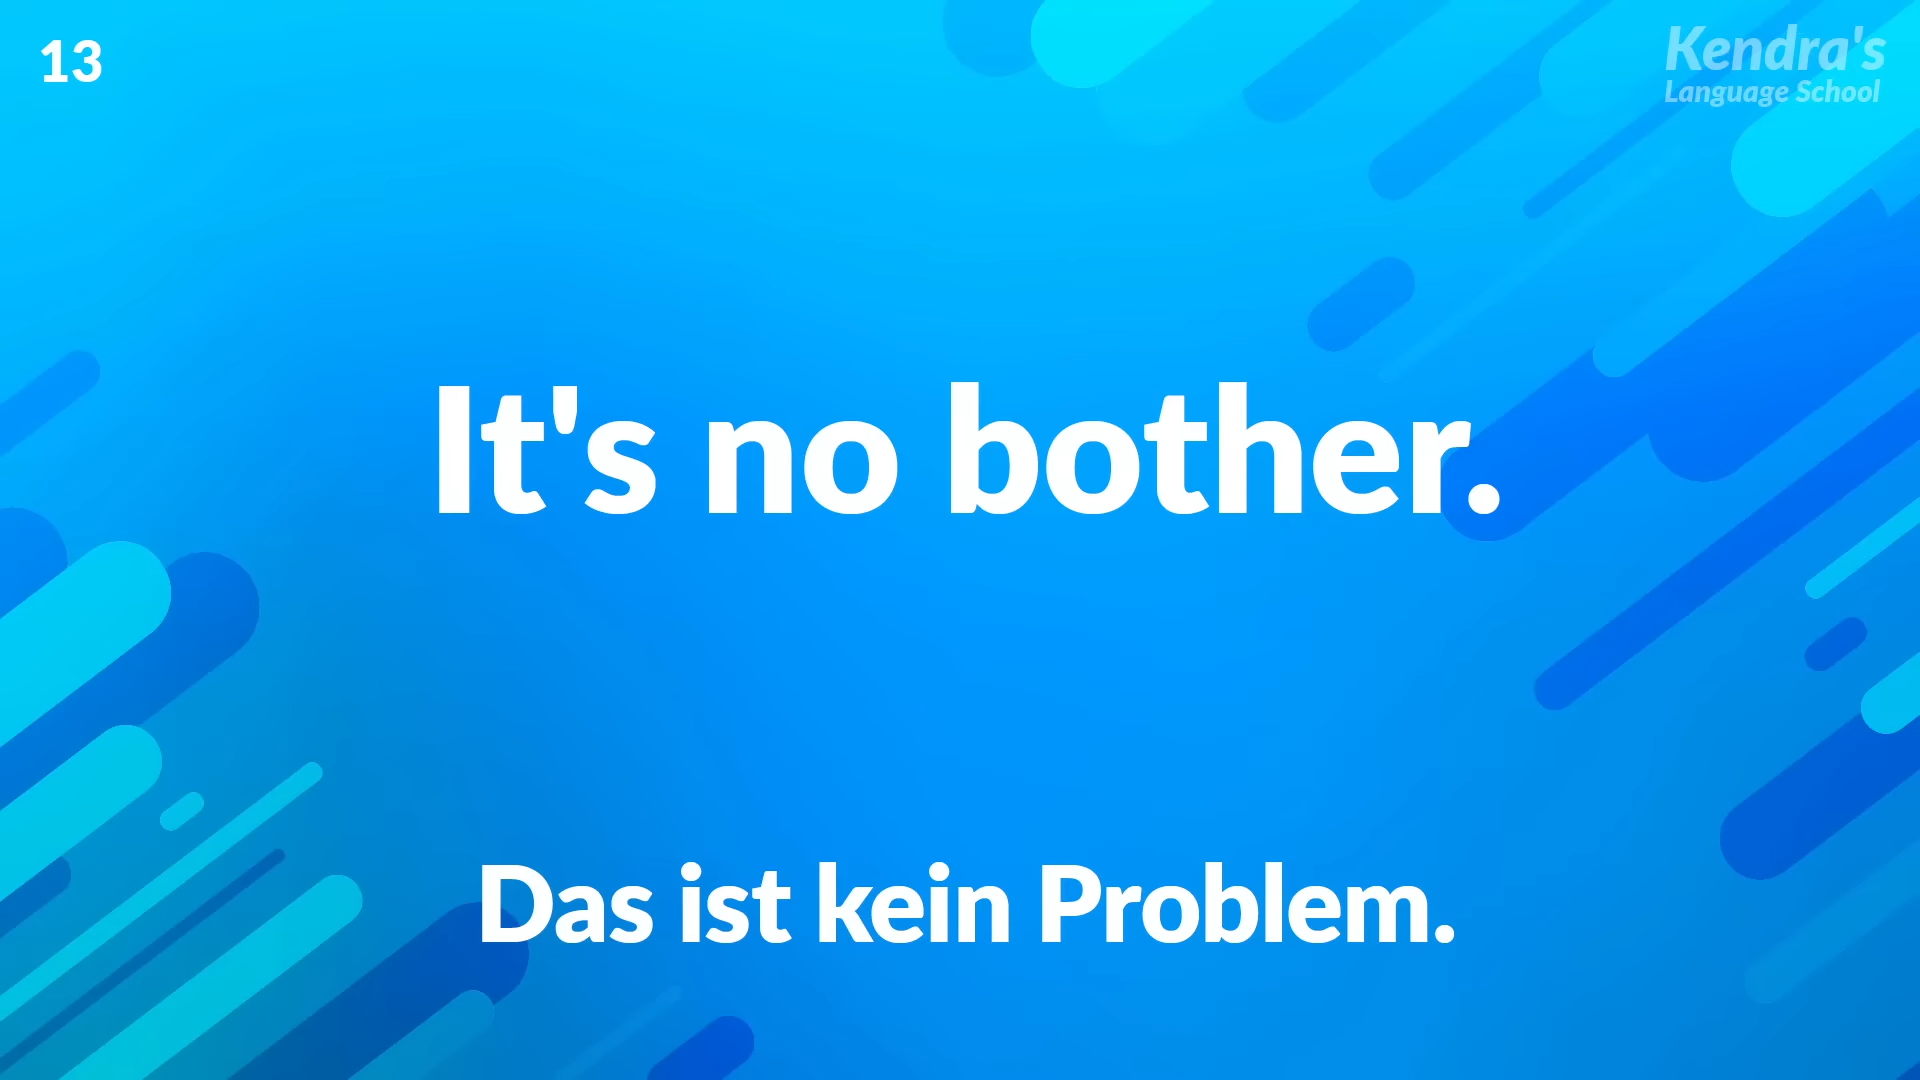 13
Kendra's
Language School
It's no bother.
Das ist kein Problem.